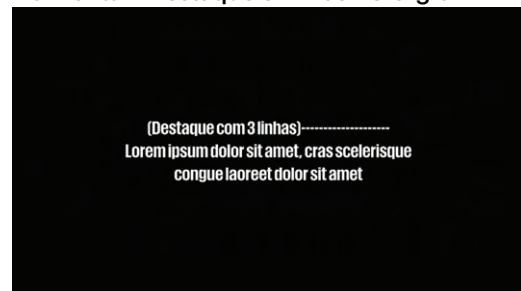 (Destaque com 3 linhas)--------------------
Lorem ipsum dolor sit amet, cras scelerisque
congue laoreet dolor sit amet